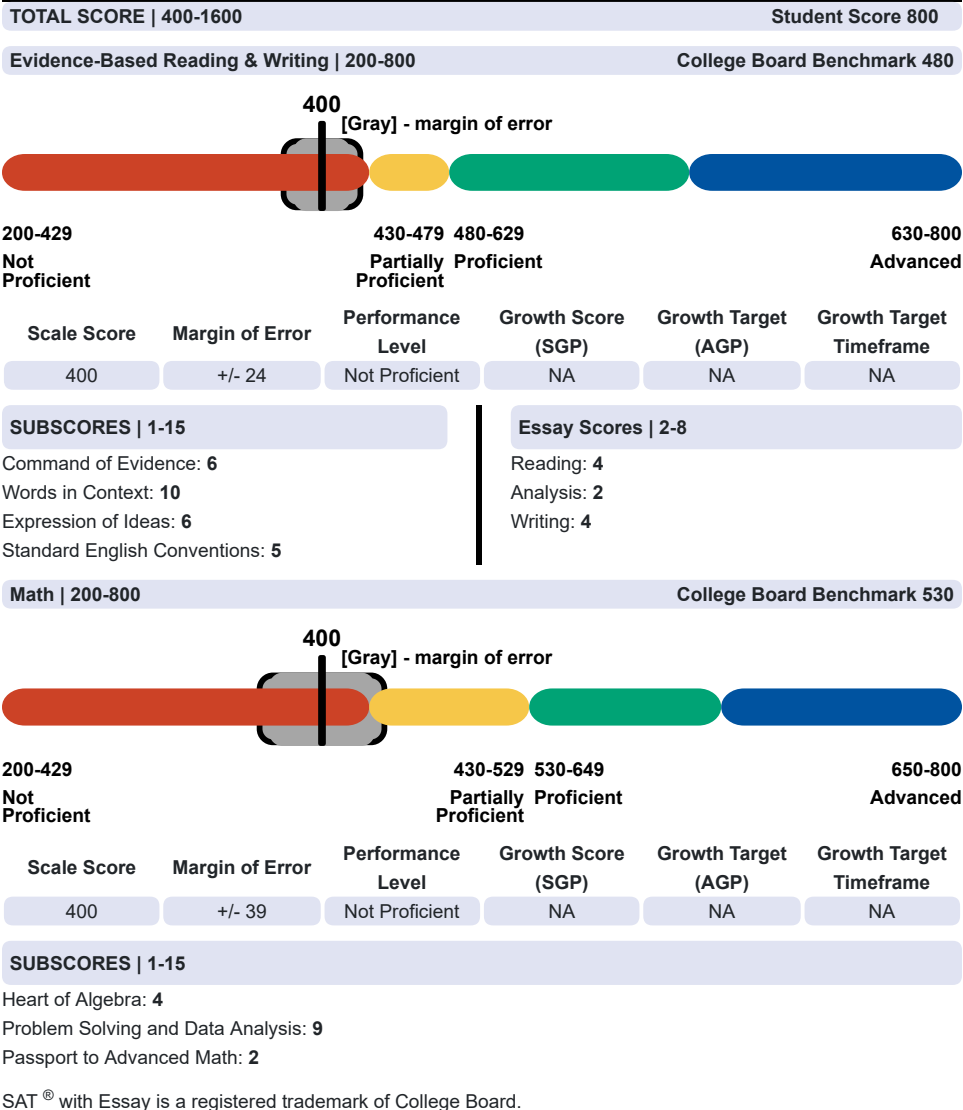 TOTAL SCORE | 400-1600 Student Score 800
Evidence-Based Reading & Writing | 200-800 College Board Benchmark 480
400
[Gray] - margin of error
200-429 430-479 480-629 630-800
Not Partially Proficient Advanced
Proficient Proficient
Performance Growth Score Growth Target Growth Target
Scale Score Margin of Error
Level (SGP) (AGP) Timeframe
400 +/- 24 Not Proficient NA NA NA
SUBSCORES | 1-15
Command of Evidence: 6
Words in Context: 10
Expression of Ideas: 6
Standard English Conventions: 5
Essay Scores | 2-8
Reading: 4
Analysis: 2
Writing: 4
Math | 200-800 College Board Benchmark 530
400
[Gray] - margin of error
200-429 430-529 530-649 650-800
Not Partially Proficient Advanced
Proficient Proficient
Performance Growth Score Growth Target Growth Target
Scale Score Margin of Error
Level (SGP) (AGP) Timeframe
400 +/- 39 Not Proficient NA NA NA
SUBSCORES | 1-15
Heart of Algebra: 4
Problem Solving and Data Analysis: 9
Passport to Advanced Math: 2
SAT ® with Essay is a registered trademark of College Board.